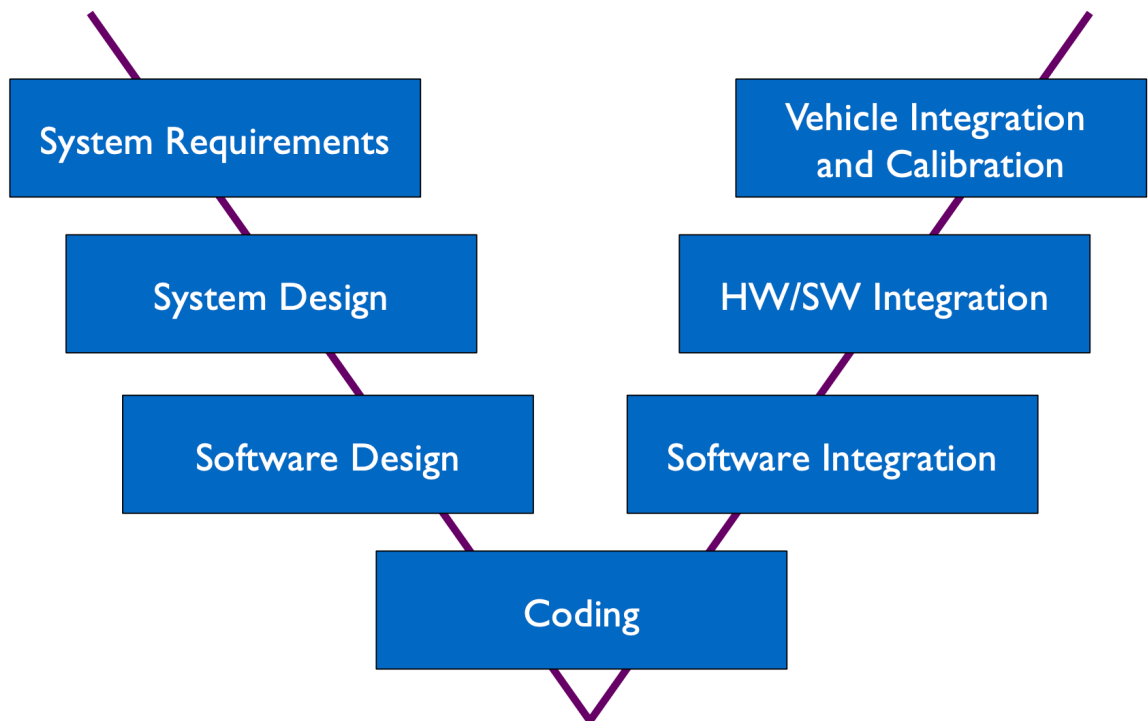 System Requirements
Vehicle Integration
and Calibration
System Design
HW/SW Integration
Software Design
Software Integration
Coding